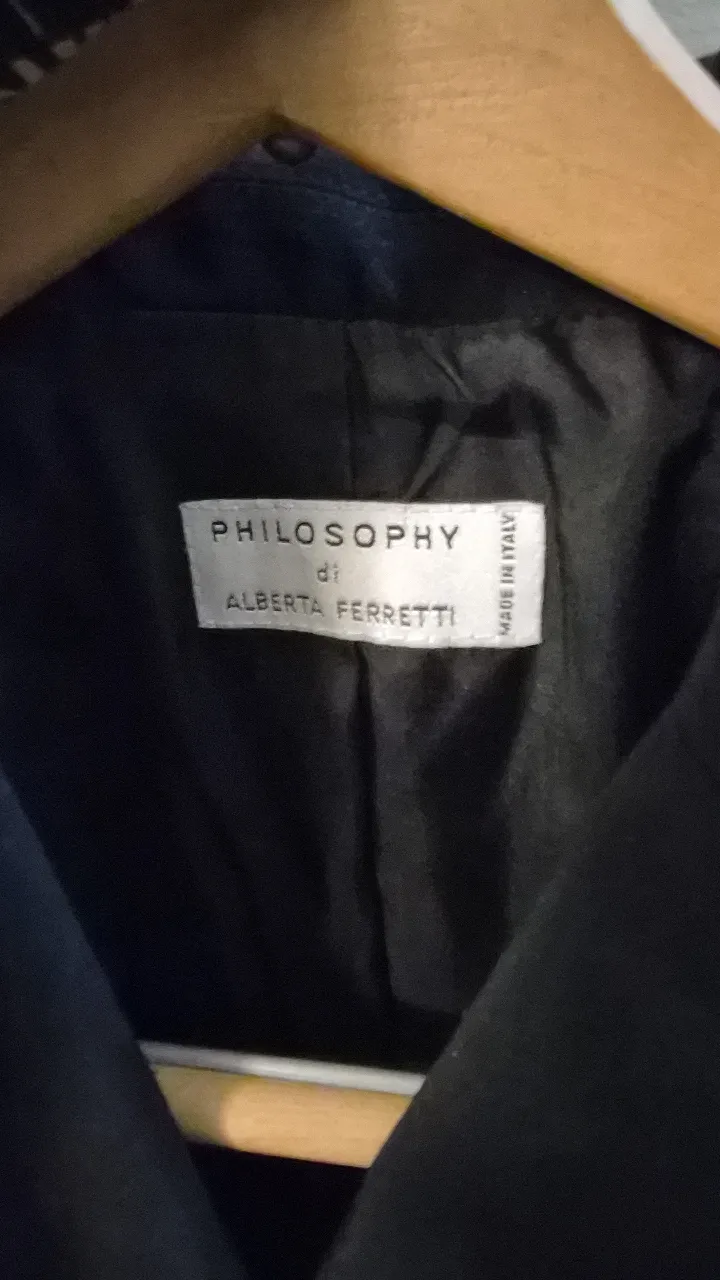 PHILOSOPHY
di
ALBERTA FERRETTI
MADE IN ITALY